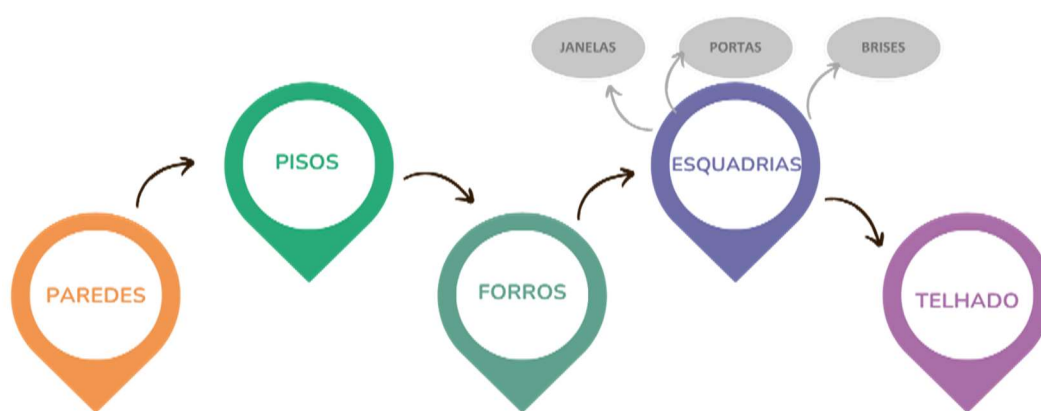 JANELAS
PORTAS
BRISES
PISOS
ESQUADRIAS
PAREDES
FORROS
TELHADO